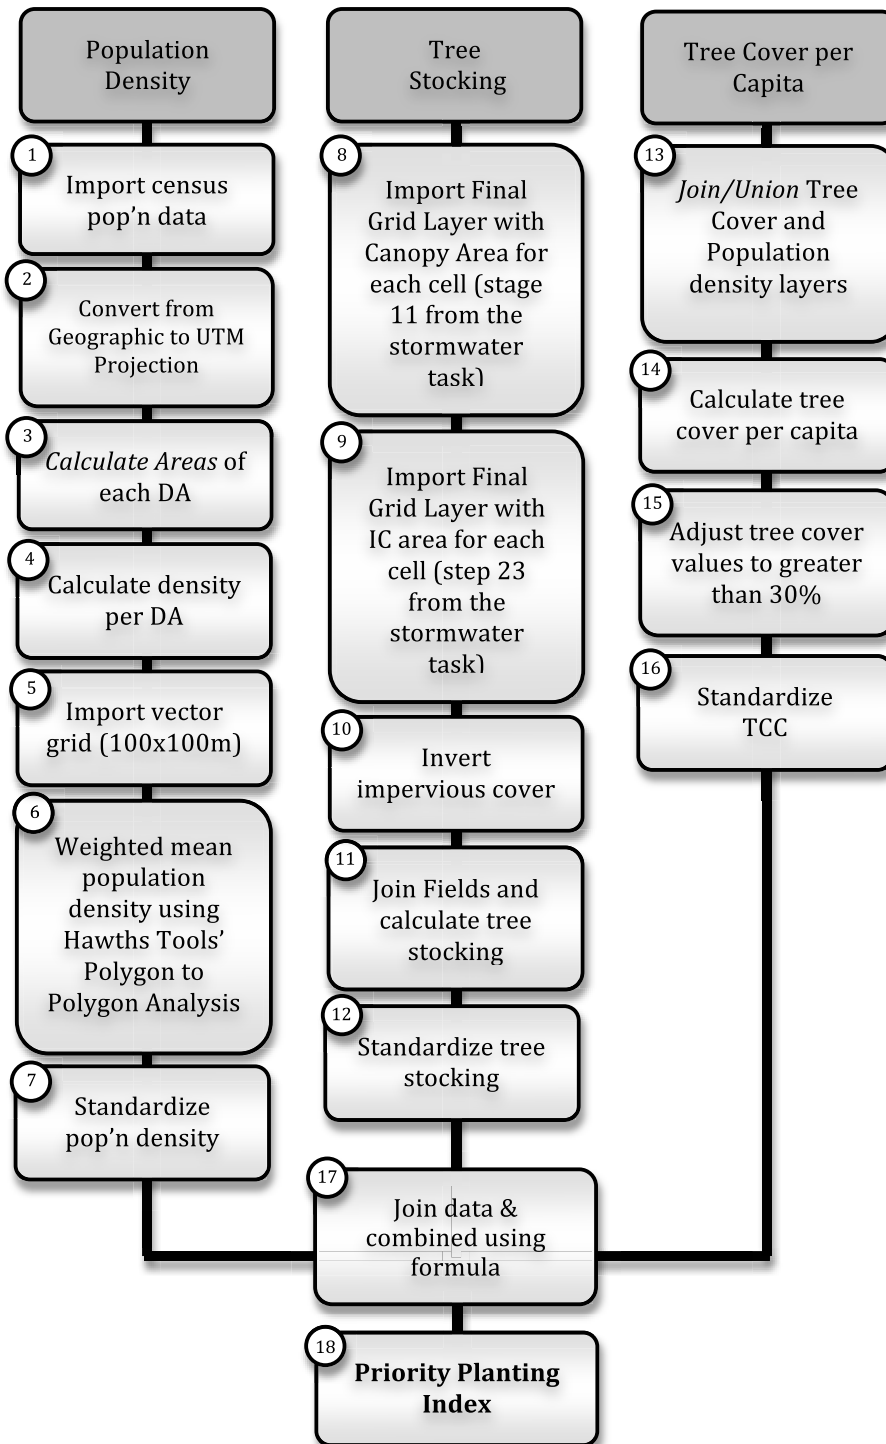 Population
Density
1
Import census
pop’n data
2
Convert from
Geographic to UTM
Projection
3
Calculate Areas of
each DA
4
Calculate density
per DA
5
Import vector
grid (100x100m)
6
Weighted mean
population
density using
Hawths Tools’
Polygon to
Polygon Analysis
7
Standardize
pop’n density
Tree
Stocking
8
Import Final
Grid Layer with
Canopy Area for
each cell (stage
11 from the
stormwater
task)
9
Import Final
Grid Layer with
IC area for each
cell (step 23
from the
stormwater
task)
10
Invert
impervious cover
11
Join Fields and
calculate tree
stocking
12
Standardize tree
stocking
Tree Cover per
Capita
13
Join/Union Tree
Cover and
Population
density layers
14
Calculate tree
cover per capita
15
Adjust tree cover
values to greater
than 30%
16
Standardize
TCC
17
Join data &
combined using
formula
18
Priority Planting
Index